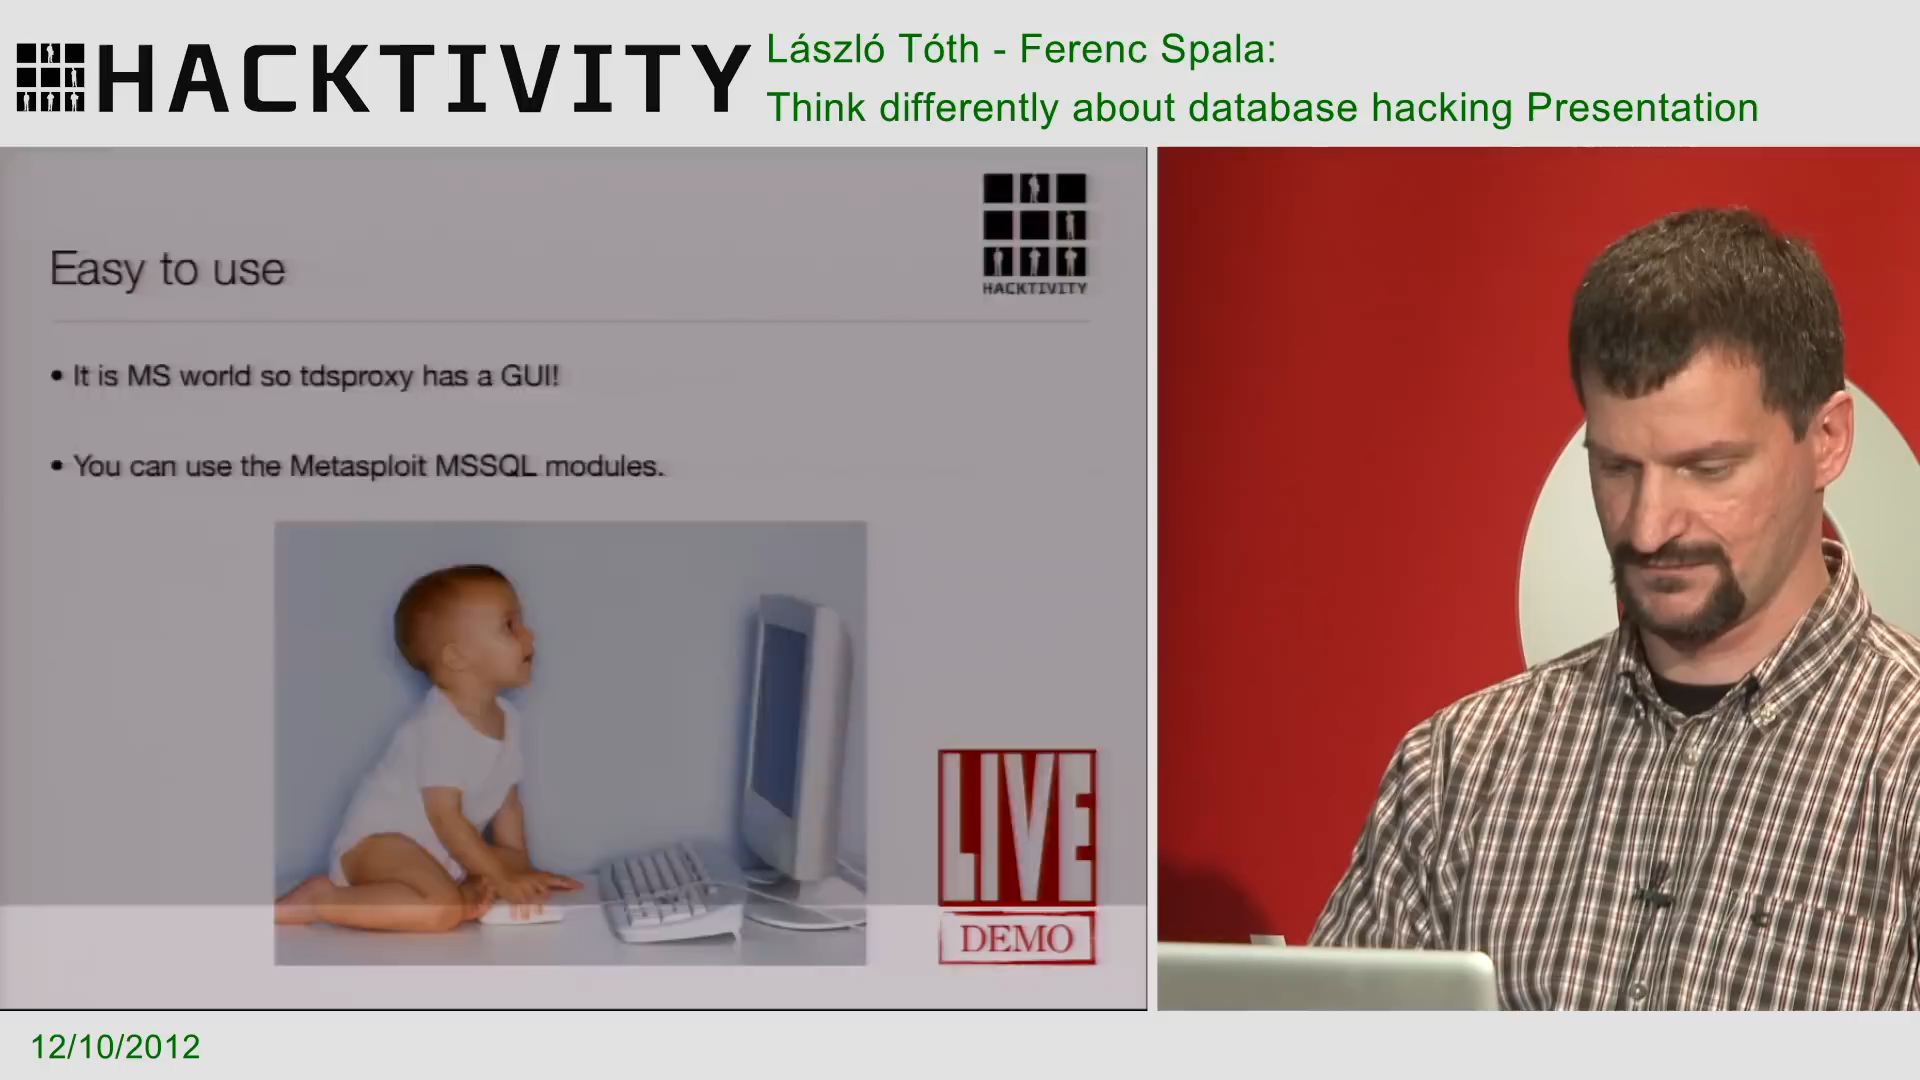 HACKTIVITY
László Tóth - Ferenc Spala:
Think differently about database hacking Presentation
HACKTIVITY
Easy to use
• It is MS world so tdsproxy has a GUI!
• You can use the Metasploit MSSQL modules.
LIVE
DEMO
12/10/2012